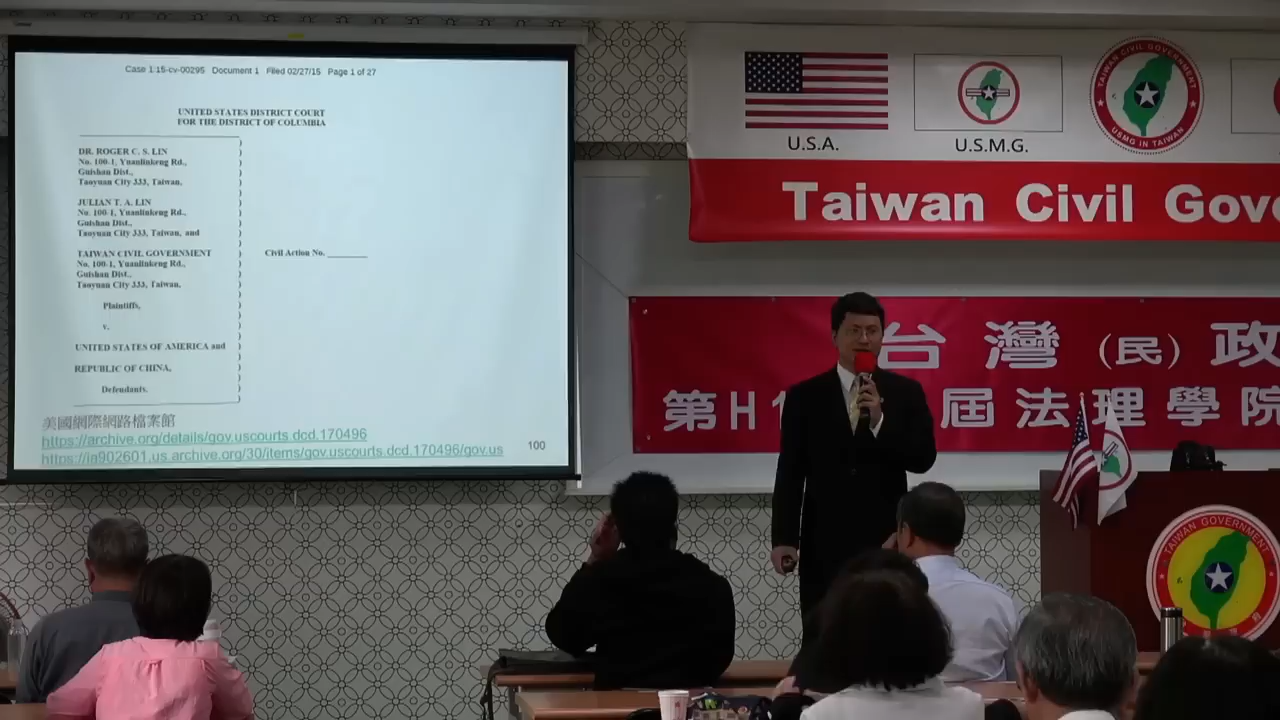 Case 1:15-cv-00295 Document 1 Filed 02/27/15 Page 1 of 27
UNITED STATES DISTRICT COURT
FOR THE DISTRICT OF COLUMBIA
DR. ROGER C. S. LIN
No. 100-1, Yuanlinkeng Rd.,
Guishan Dist.,
Taoyuan City 333, Taiwan,
JULIAN T. A. LIN
No. 100-1, Yuanlinkeng Rd.,
Guishan Dist.,
Taoyuan City 333, Taiwan, and
TAIWAN CIVIL GOVERNMENT
No. 100-1, Yuanlinkeng Rd.,
Guishan Dist.,
Taoyuan City 333, Taiwan,
Plaintiffs,
v.
UNITED STATES OF AMERICA and
REPUBLIC OF CHINA,
Defendants.
Civil Action No. ________
美國網際網路檔案館
https://archive.org/details/gov.uscourts.dcd.170496
https://ia902601.us.archive.org/30/items/gov.uscourts.dcd.170496/gov.us
100
U.S.A.
U.S.M.G.
TAIWAN CIVIL GOVERNMENT
USMG IN TAIWAN
Taiwan Civil Gove
台灣(民)政
第H1 屆法理學院
TAIWAN GOVERNMENT